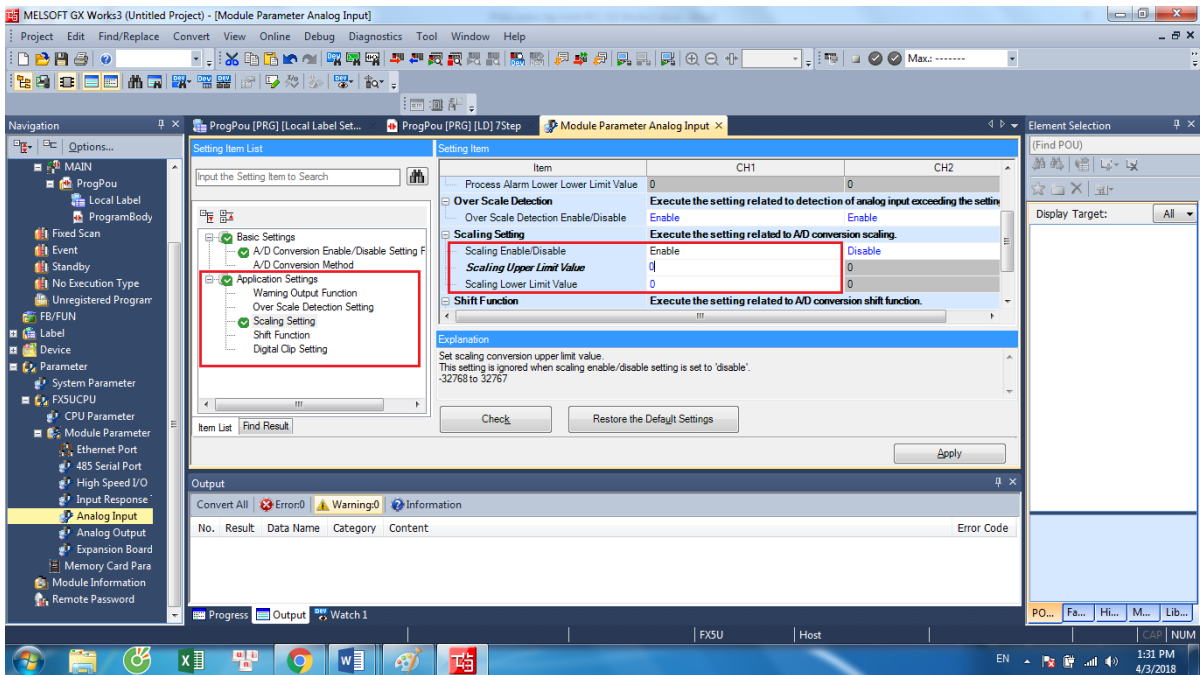 MELSOFT GX Works3 (Untitled Project) - [Module Parameter Analog Input]
Project Edit Find/Replace Convert View Online Debug Diagnostics Tool Window Help
Max.: -------
Navigation
ProgPou [PRG] [Local Label Set...
ProgPou [PRG] [LD] 7Step
Module Parameter Analog Input
Element Selection
Options...
MAIN
ProgPou
Local Label
ProgramBody
Fixed Scan
Event
Standby
No Execution Type
Unregistered Program
FB/FUN
Label
Device
Parameter
System Parameter
FX5UCPU
CPU Parameter
Module Parameter
Ethernet Port
485 Serial Port
High Speed I/O
Input Response
Analog Input
Analog Output
Expansion Board
Memory Card Para
Module Information
Remote Password
Setting Item List
Input the Setting Item to Search
Basic Settings
A/D Conversion Enable/Disable Setting F
A/D Conversion Method
Application Settings
Warning Output Function
Over Scale Detection Setting
Scaling Setting
Shift Function
Digital Clip Setting
Item List Find Result
Setting Item
Item CH1 CH2
Process Alarm Lower Lower Limit Value 0 0
Over Scale Detection Execute the setting related to detection of analog input exceeding the setting
Over Scale Detection Enable/Disable Enable Enable
Scaling Setting Execute the setting related to A/D conversion scaling.
Scaling Enable/Disable Enable Disable
Scaling Upper Limit Value 0 0
Scaling Lower Limit Value 0 0
Shift Function Execute the setting related to A/D conversion shift function.
Explanation
Set scaling conversion upper limit value.
This setting is ignored when scaling enable/disable setting is set to 'disable'.
-32768 to 32767
Check Restore the Default Settings
Apply
Output
Convert All Error:0 Warning:0 Information
No. Result Data Name Category Content Error Code
Progress Output Watch 1
(Find POU)
Display Target: All
PO... Fa... Hi... M... Lib...
FX5U Host CAP NUM
EN
1:31 PM
4/3/2018